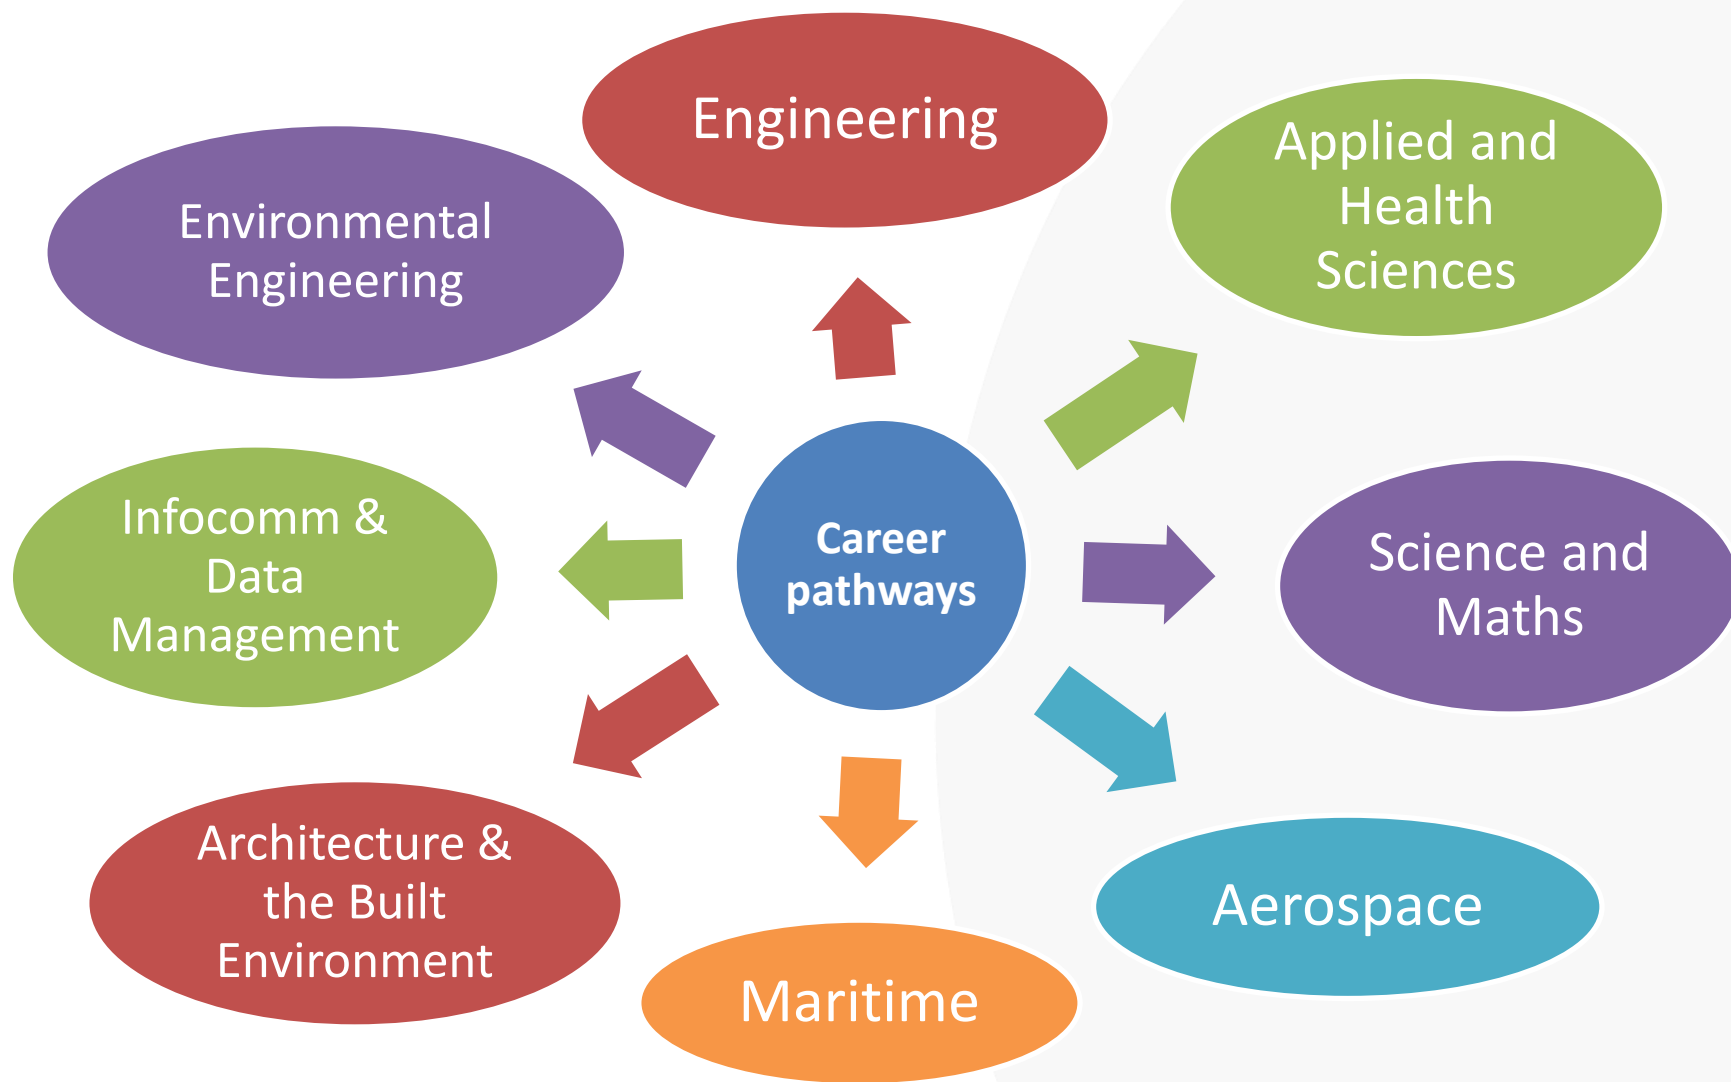 Engineering
Applied and
Health
Sciences
Environmental
Engineering
Infocomm &
Data
Management
Career
pathways
Science and
Maths
Architecture &
the Built
Environment
Aerospace
Maritime